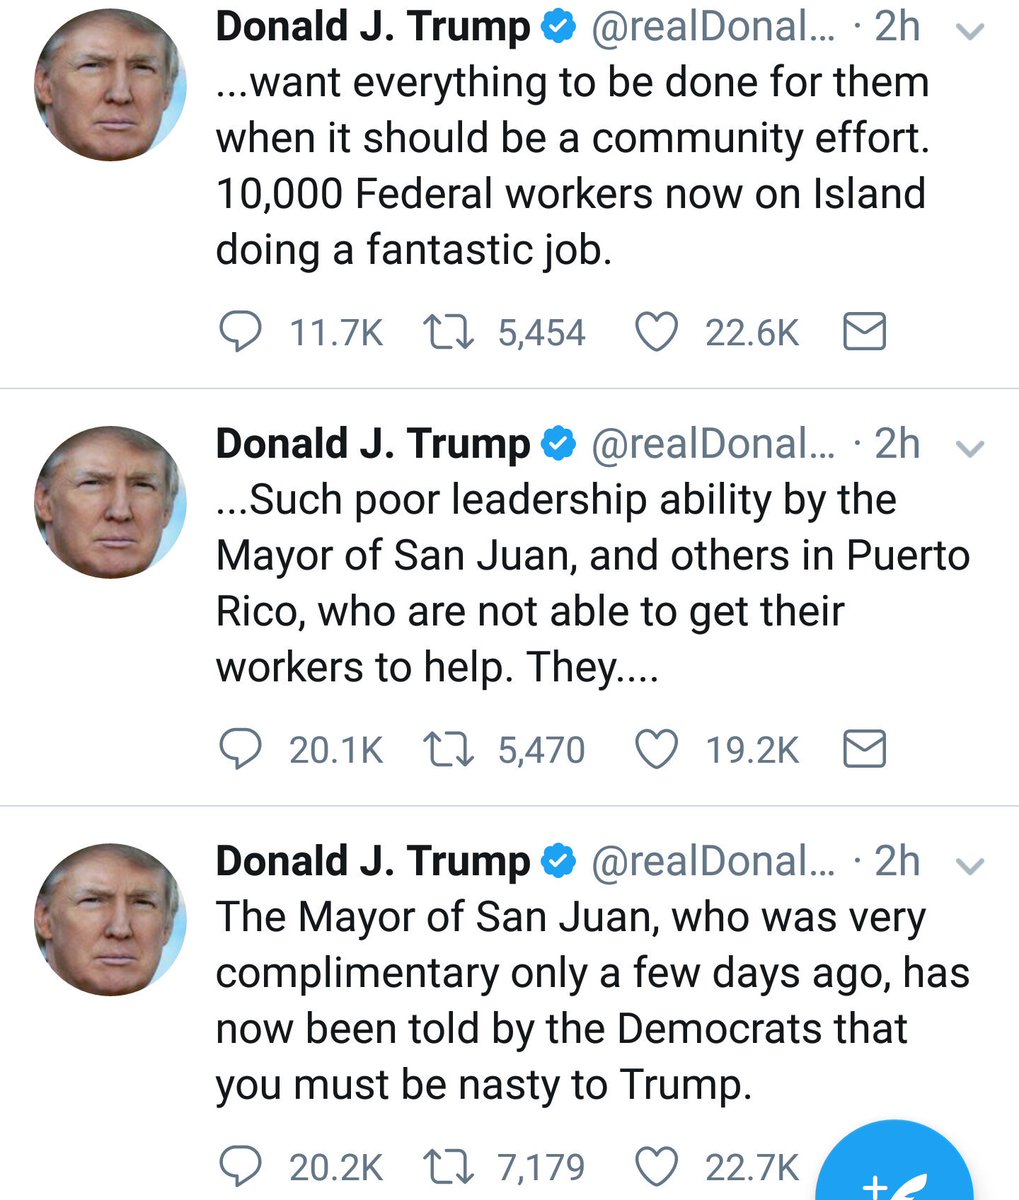 Donald J. Trump @realDonal... · 2h
...want everything to be done for them
when it should be a community effort.
10,000 Federal workers now on Island
doing a fantastic job.
11.7K 5,454 22.6K
Donald J. Trump @realDonal... · 2h
...Such poor leadership ability by the
Mayor of San Juan, and others in Puerto
Rico, who are not able to get their
workers to help. They....
20.1K 5,470 19.2K
Donald J. Trump @realDonal... · 2h
The Mayor of San Juan, who was very
complimentary only a few days ago, has
now been told by the Democrats that
you must be nasty to Trump.
20.2K 7,179 22.7K